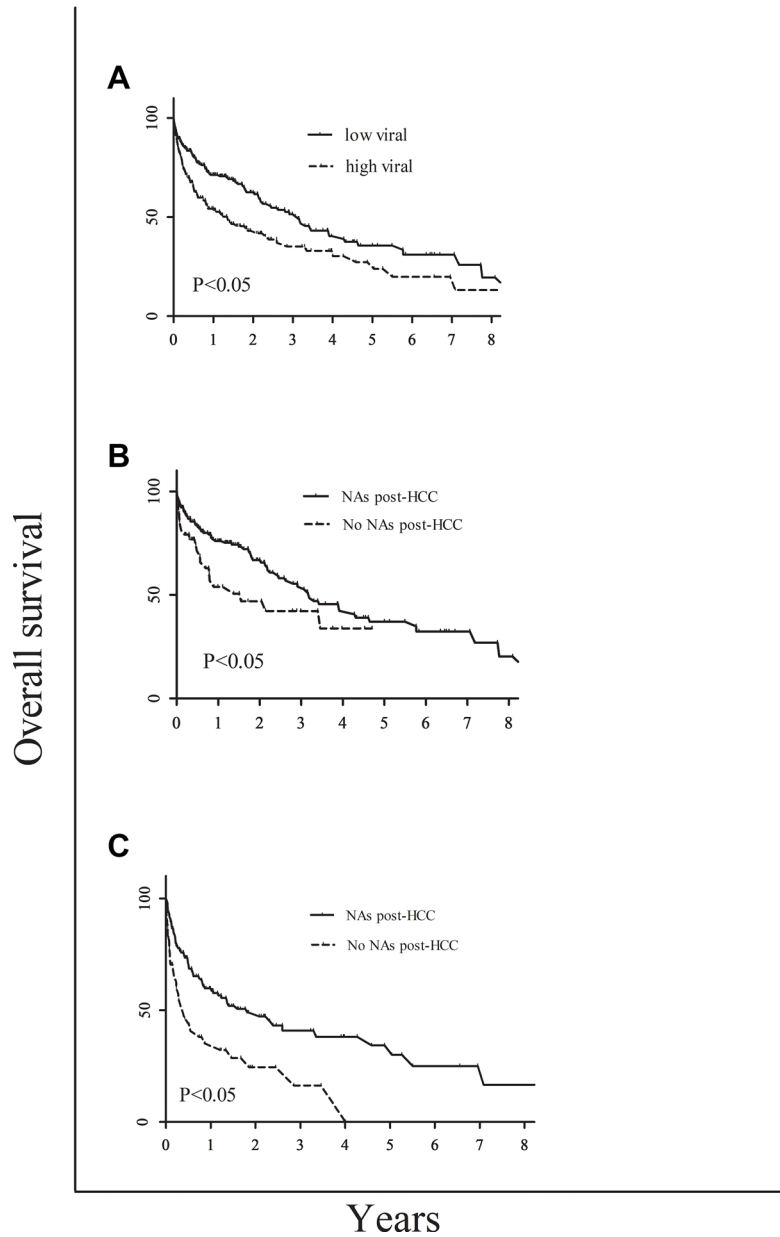 Overall survival
A
100
50
0
low viral
high viral
P<0.05
0 1 2 3 4 5 6 7 8
B
100
50
0
NAs post-HCC
No NAs post-HCC
P<0.05
0 1 2 3 4 5 6 7 8
C
100
50
0
NAs post-HCC
No NAs post-HCC
P<0.05
0 1 2 3 4 5 6 7 8
Years